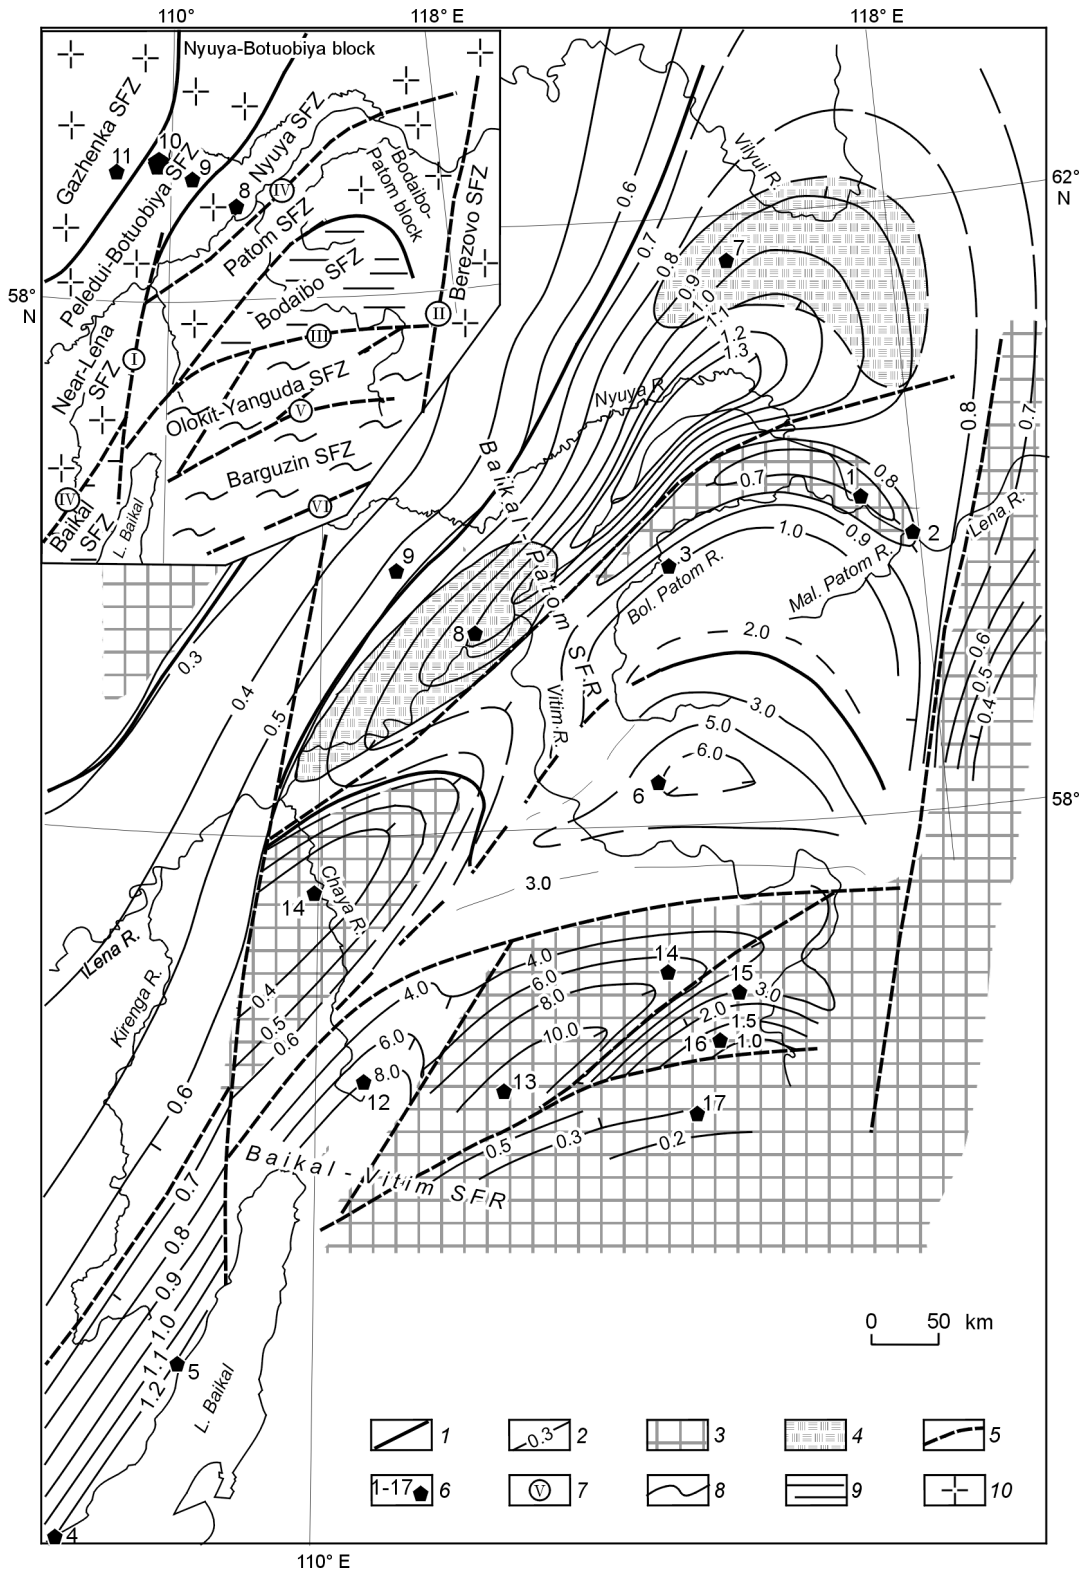 110°
118° E
118° E
Nyuya-Botuobiya block
Gazhenka SFZ
11
10
9
8
Nyuya SFZ
IV
Peledui-Botuobiya SFZ
Patom SFZ
Bodaibo-
Patom block
Berezovo SFZ
Bodaibo SFZ
58°
N
Near-Lena
SFZ
I
II
III
Olokit-Yanguda SFZ
V
Barguzin SFZ
IV
VI
Baikal
SFZ
L. Baikal
62°
N
Vilyui R.
0.6
0.7
0.8
0.9
1.0
1.1
1.2
1.3
7
Nyuya R.
0.8
0.7
Baikal-Patom
SFR
0.7
1
0.8
2
0.9
1.0
Lena R.
3
Bol. Patom R.
Mal. Patom R.
9
8
2.0
0.6
0.5
0.4
0.3
0.4
0.5
Vitim R.
3.0
5.0
6.0
6
58°
3.0
14
Chaya R.
Lena R.
Kirenga R.
0.4
0.5
0.6
4.0
6.0
8.0
12
4.0
6.0
8.0
10.0
14
15
3.0
2.0
1.5
16
1.0
13
17
0.5
0.3
0.2
Baikal-Vitim SFR
0.6
0.7
0.8
0.9
1.0
1.1
1.2
5
L. Baikal
4
0 50 km
1
0.3 2
3
4
5
1-17 6
V 7
8
9
10
110° E